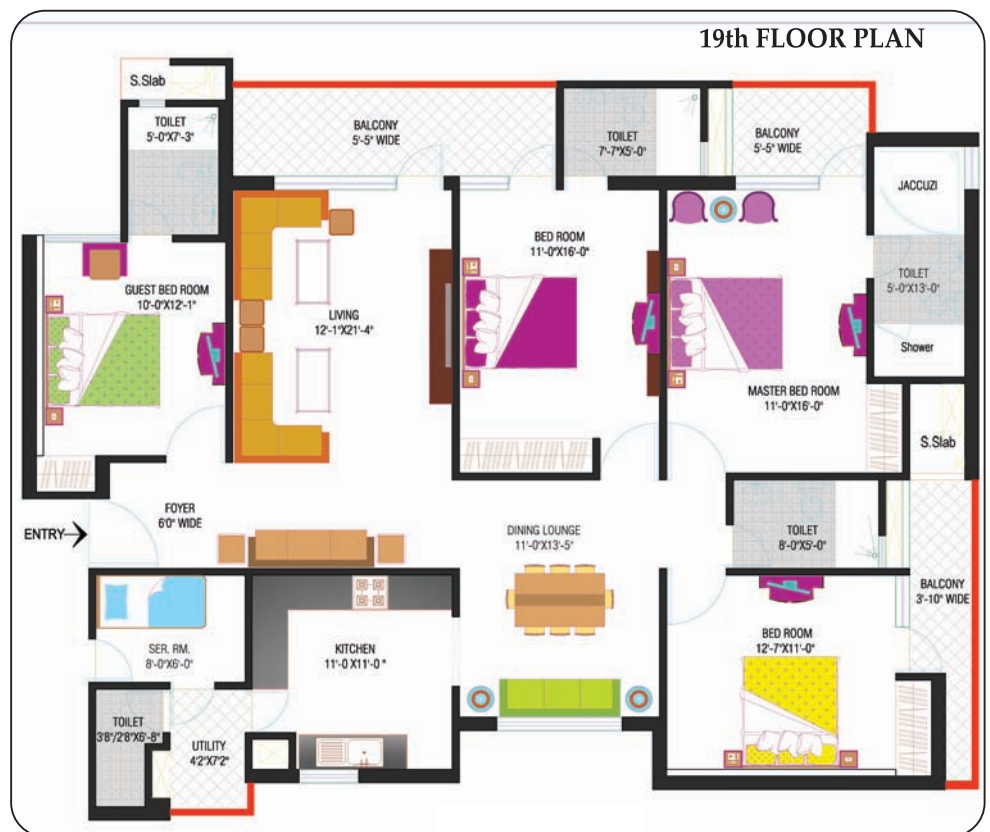 19th FLOOR PLAN
S.Slab
TOILET
5'-0"X7'-3"
BALCONY
5'-5" WIDE
TOILET
7'-7"X5'-0"
BALCONY
5'-5" WIDE
JACCUZI
TOILET
5'-0"X13'-0"
Shower
GUEST BED ROOM
10'-0"X12'-1"
LIVING
12'-1"X21'-4"
BED ROOM
11'-0"X16'-0"
MASTER BED ROOM
11'-0"X16'-0"
S.Slab
ENTRY
FOYER
6'0" WIDE
DINING LOUNGE
11'-0"X13'-5"
TOILET
8'-0"X5'-0"
BALCONY
3'-10" WIDE
SER. RM.
8'-0"X6'-0"
KITCHEN
11'-0 X11'-0 "
BED ROOM
12'-7"X11'-0"
TOILET
3'8"/2'8"X6'-8"
UTILITY
4'2"X7'2"